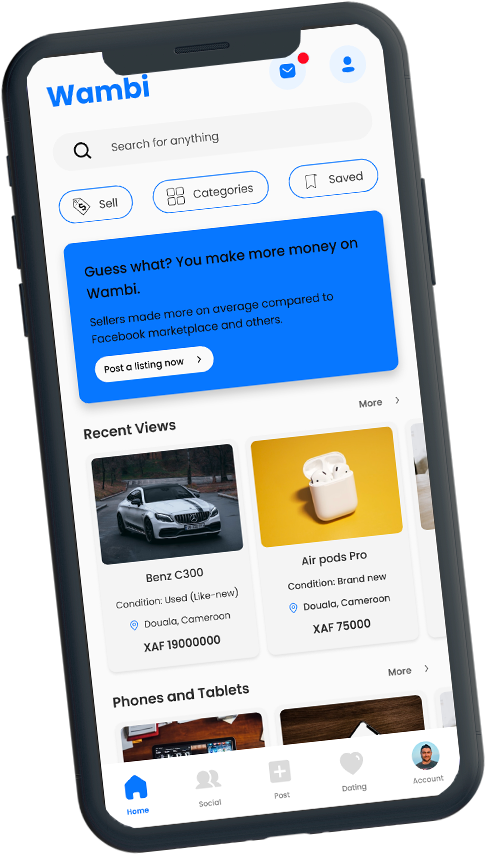 Wambi
Search for anything
Sell
Categories
Saved
Guess what? You make more money on
Wambi.
Sellers made more on average compared to
Facebook marketplace and others.
Post a listing now
More
Recent Views
Benz C300
Condition: Used (Like-new)
Douala, Cameroon
XAF 19000000
Air pods Pro
Condition: Brand new
Douala, Cameroon
XAF 75000
More
Phones and Tablets
Home
Social
Post
Dating
Account